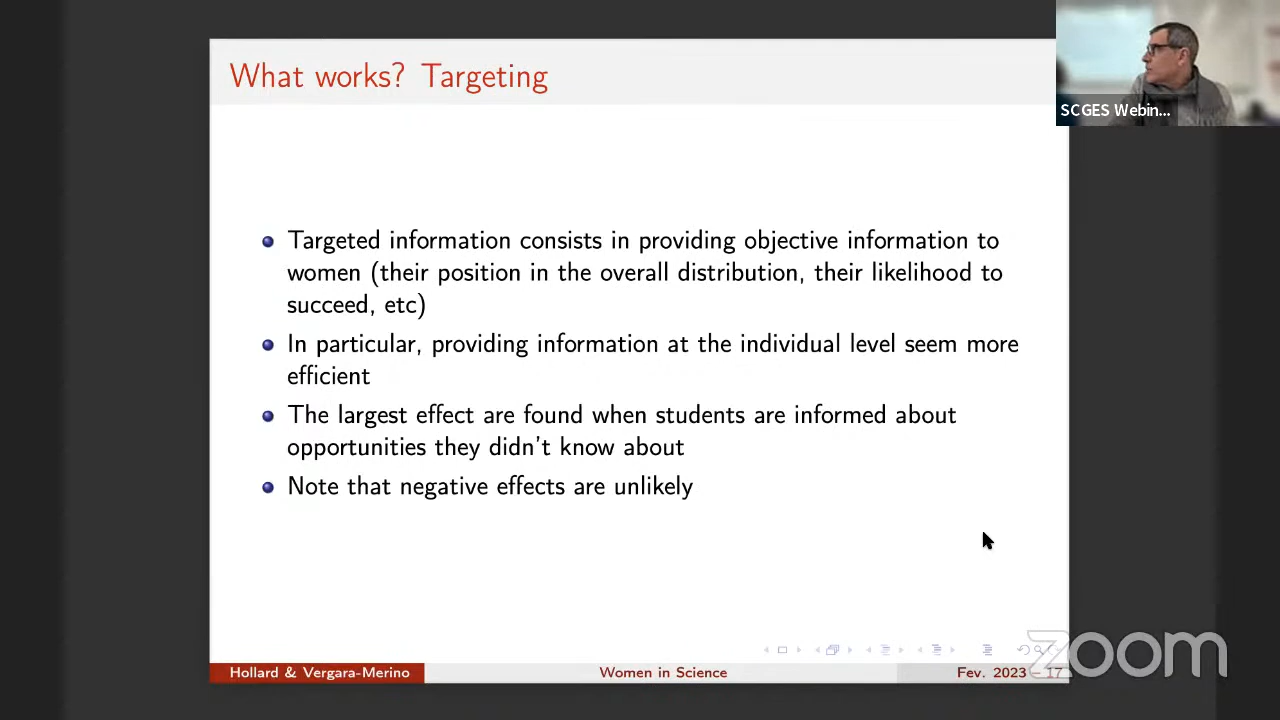 What works? Targeting
SCGES Webin...
Targeted information consists in providing objective information to
women (their position in the overall distribution, their likelihood to
succeed, etc)
In particular, providing information at the individual level seem more
efficient
The largest effect are found when students are informed about
opportunities they didn't know about
Note that negative effects are unlikely
zoom
Hollard & Vergara-Merino
Women in Science
Fev. 2023 – 17